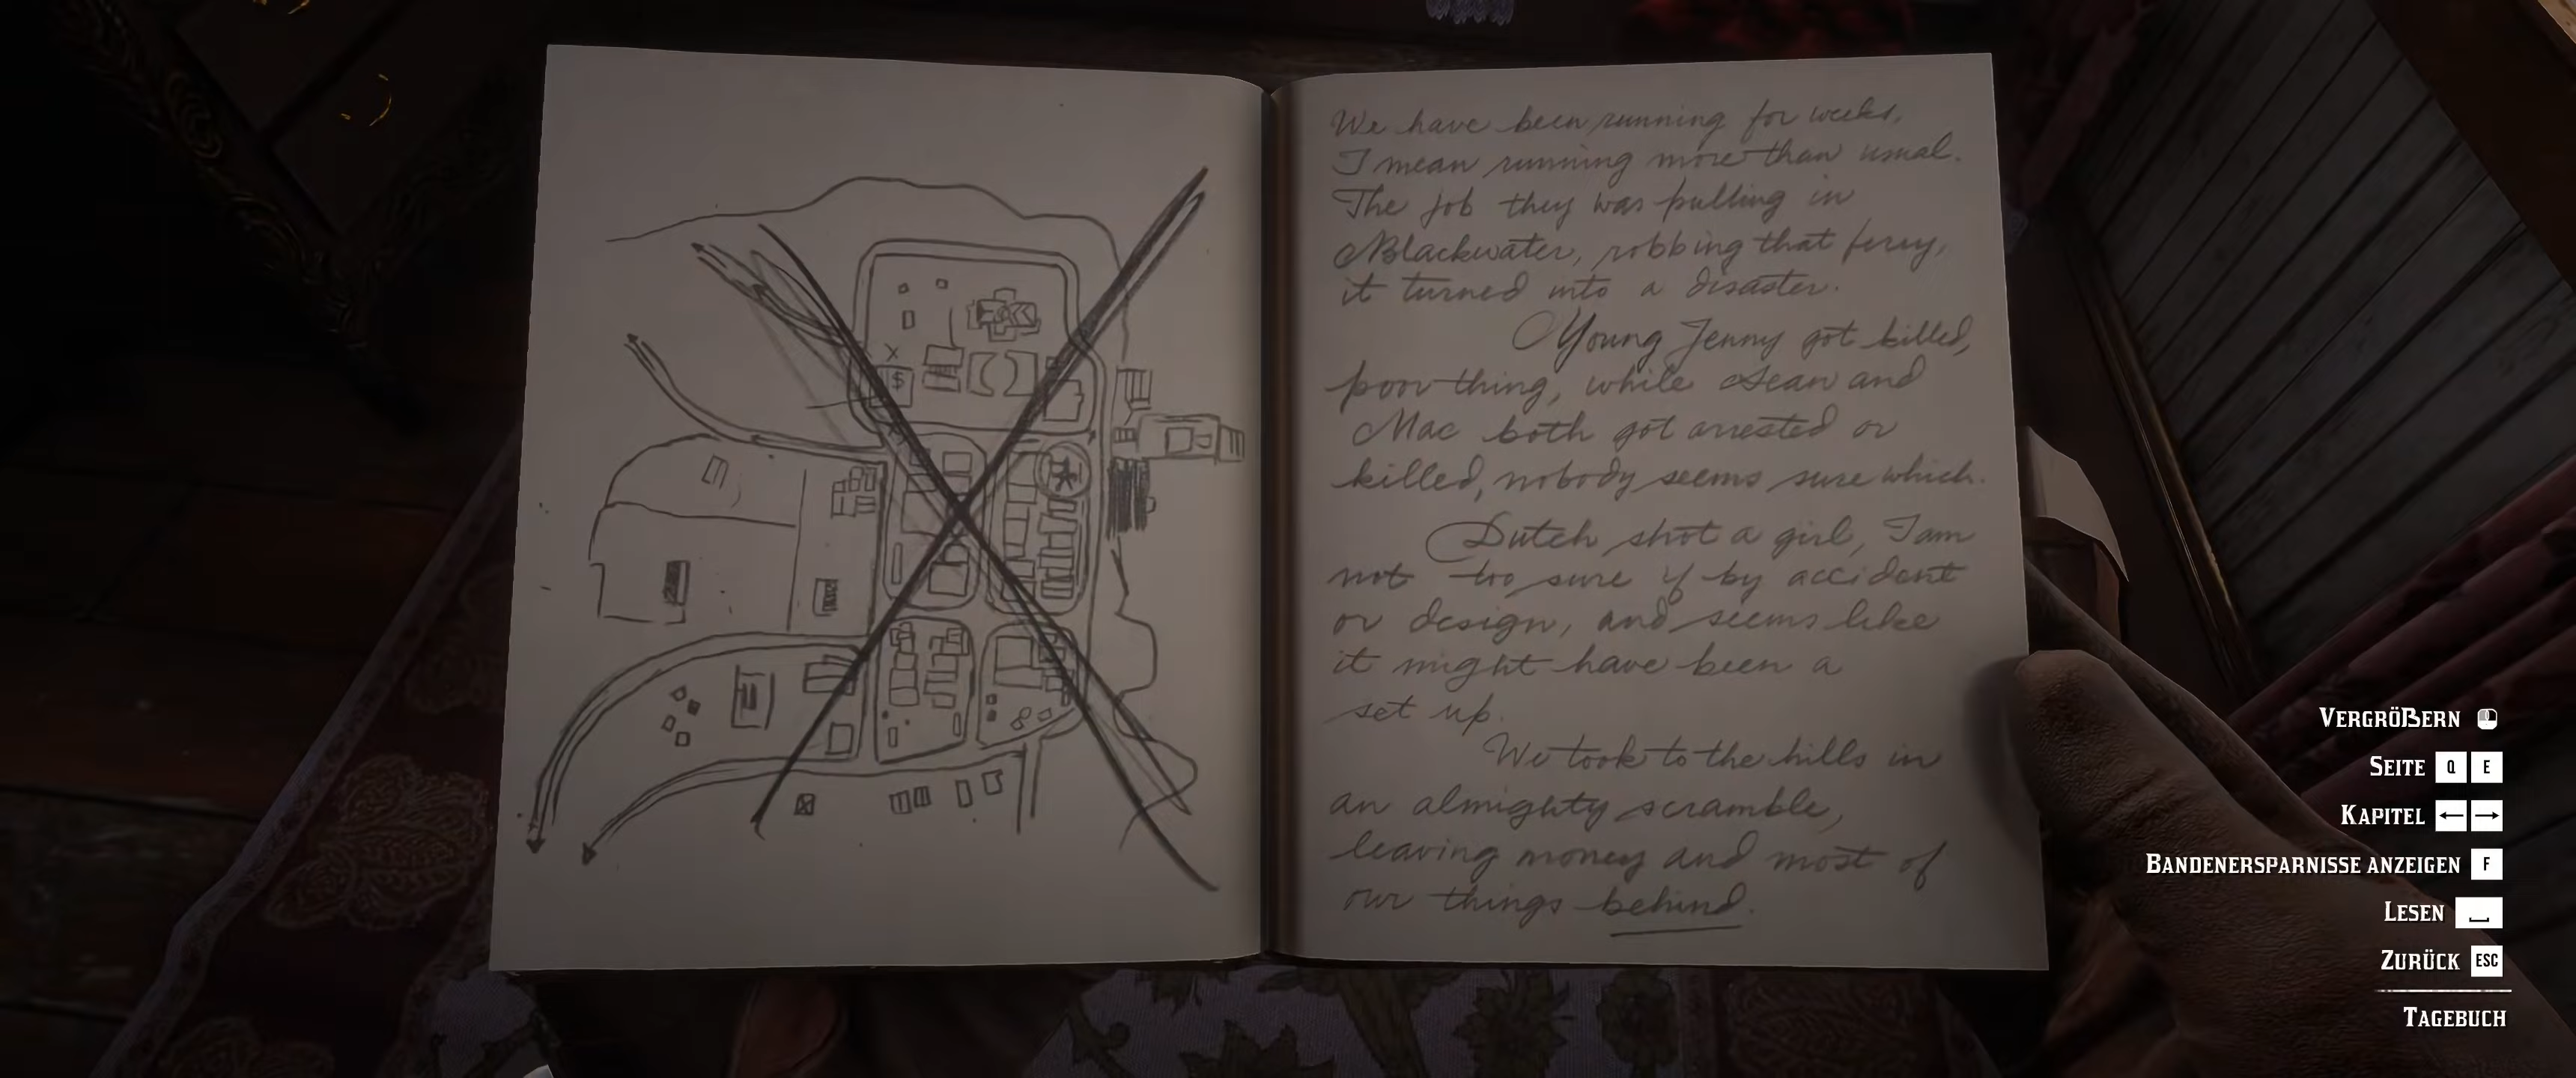 $
We have been running for weeks,
I mean running more than usual.
The job they was pulling in
Blackwater, robbing that ferry,
it turned into a disaster.
Young Jenny got killed,
poor thing, while Sean and
Mac both got arrested or
killed, nobody seems sure which.
Dutch shot a girl, I am
not too sure if by accident
or design, and seems like
it might have been a
set up.
We took to the hills in
an almighty scramble,
leaving money and most of
our things behind.
VERGRÖẞERN
SEITE Q E
KAPITEL ← →
BANDENERSPARNISSE ANZEIGEN F
LESEN
ZURÜCK ESC
TAGEBUCH